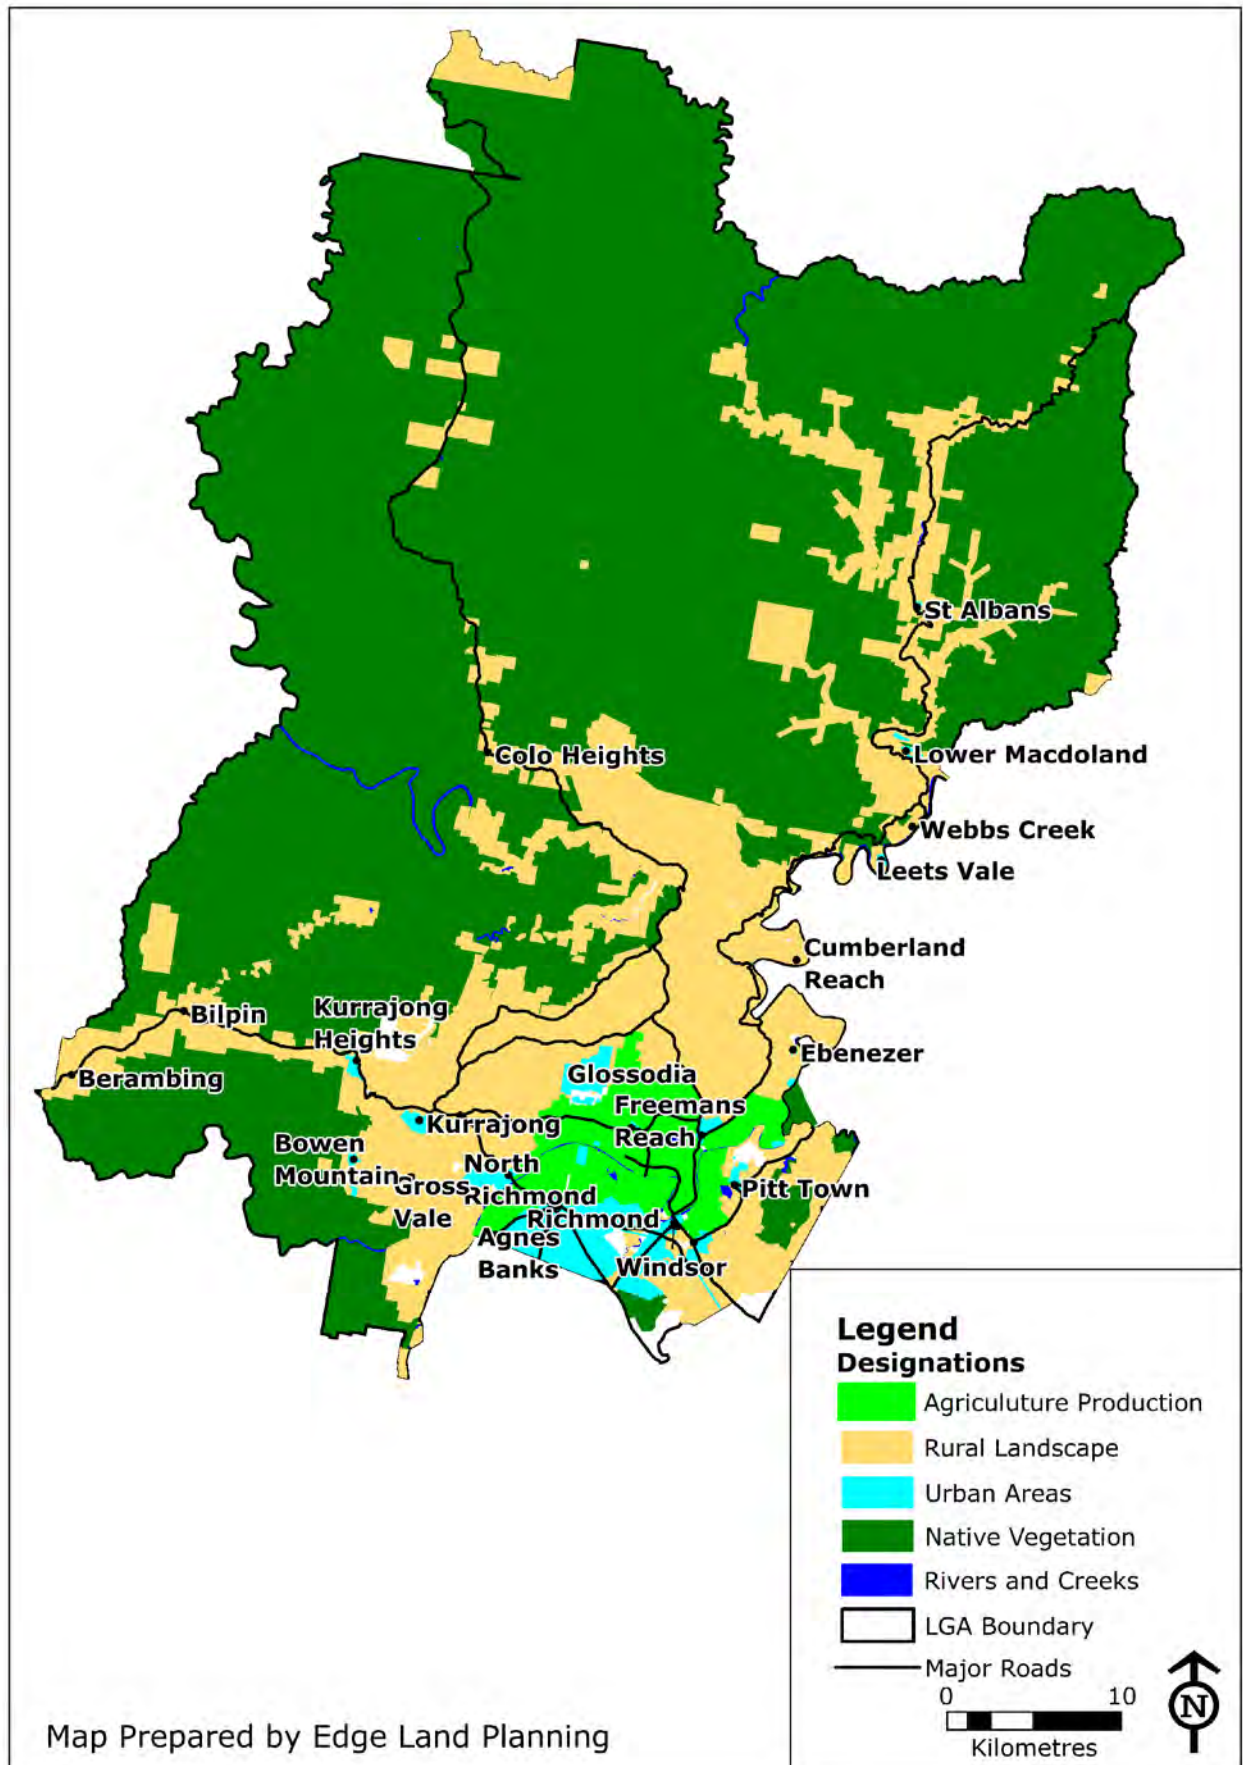 St Albans
Colo Heights
Lower Macdoland
Webbs Creek
Leets Vale
Cumberland
Reach
Bilpin
Kurrajong
Heights
Ebenezer
Berambing
Glossodia
Freemans
Reach
Kurrajong
Bowen
Mountain
North
Richmond
Gross
Vale
Pitt Town
Richmond
Agnes
Banks
Windsor
Legend
Designations
Agriculuture Production
Rural Landscape
Urban Areas
Native Vegetation
Rivers and Creeks
LGA Boundary
Major Roads
0 10
Kilometres
N
Map Prepared by Edge Land Planning